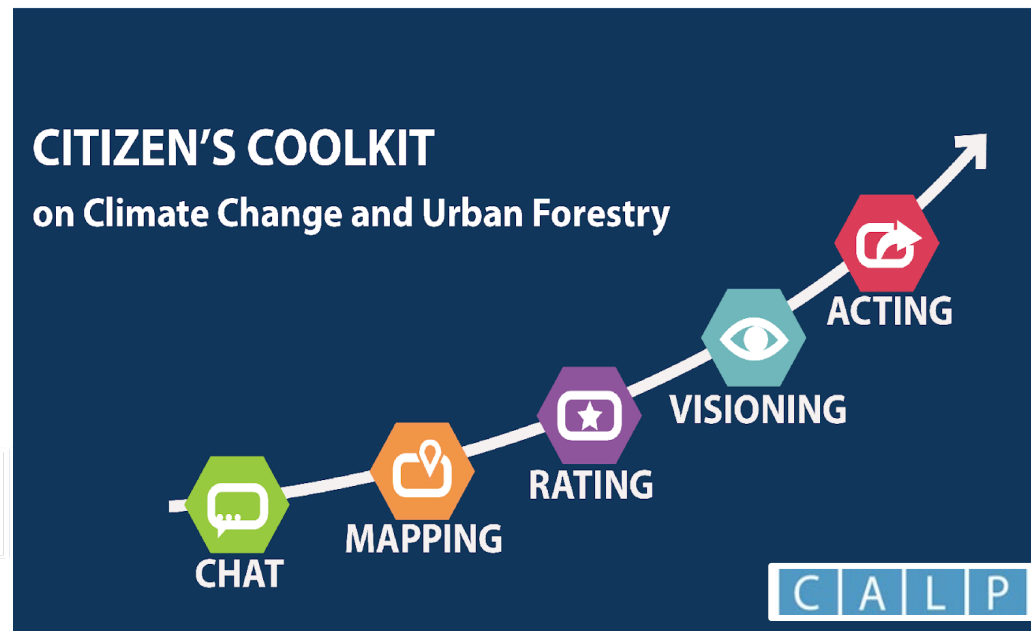 CITIZEN’S COOLKIT
on Climate Change and Urban Forestry
ACTING
VISIONING
RATING
MAPPING
CHAT
CALP